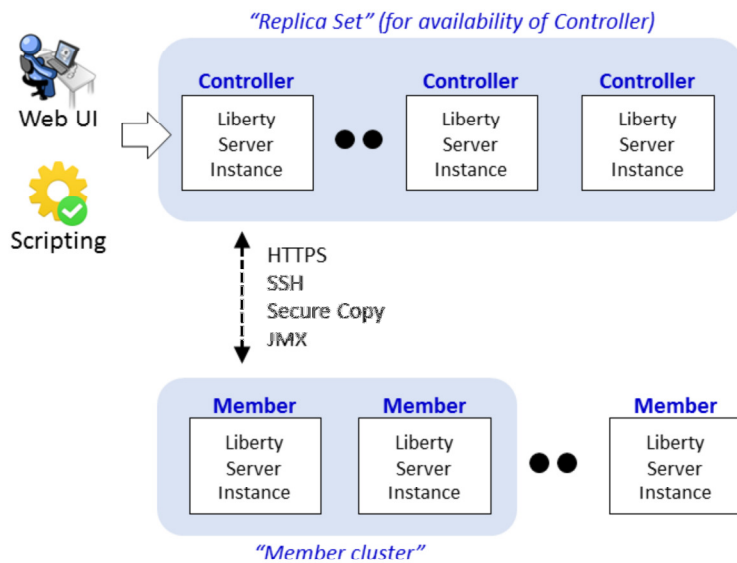 “Replica Set” (for availability of Controller)
Web UI
Scripting
Controller
Liberty
Server
Instance
Controller
Liberty
Server
Instance
Controller
Liberty
Server
Instance
HTTPS
SSH
Secure Copy
JMX
Member
Liberty
Server
Instance
Member
Liberty
Server
Instance
Member
Liberty
Server
Instance
“Member cluster”